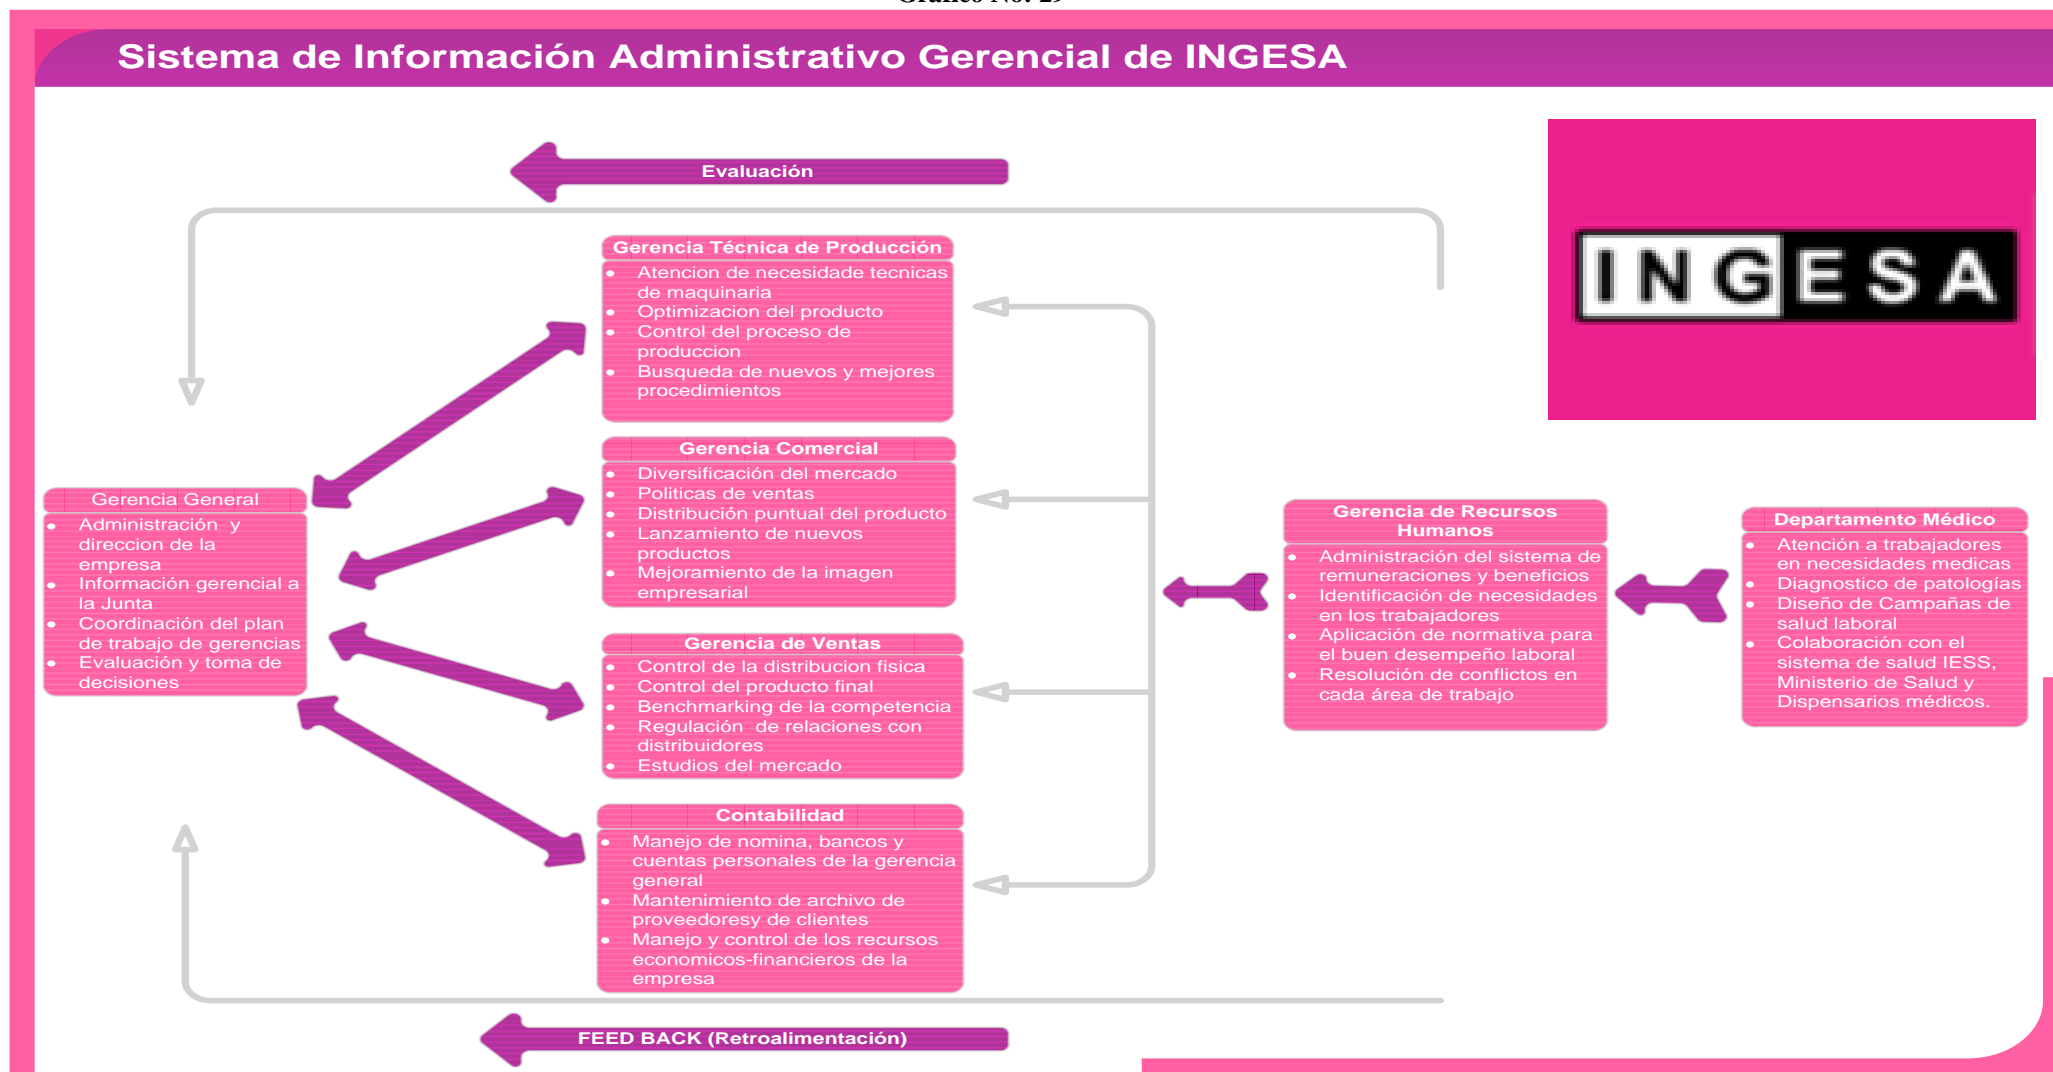 Gráfico No. 29
Sistema de Información Administrativo Gerencial de INGESA
Evaluación
INGESA
Gerencia Técnica de Producción
• Atencion de necesidade tecnicas
de maquinaria
• Optimizacion del producto
• Control del proceso de
produccion
• Busqueda de nuevos y mejores
procedimientos
Gerencia Comercial
• Diversificación del mercado
• Politicas de ventas
• Distribución puntual del producto
• Lanzamiento de nuevos
productos
• Mejoramiento de la imagen
empresarial
Gerencia General
• Administración y
direccion de la
empresa
• Información gerencial a
la Junta
• Coordinación del plan
de trabajo de gerencias
• Evaluación y toma de
decisiones
Gerencia de Ventas
• Control de la distribucion fisica
• Control del producto final
• Benchmarking de la competencia
• Regulación de relaciones con
distribuidores
• Estudios del mercado
Contabilidad
• Manejo de nomina, bancos y
cuentas personales de la gerencia
general
• Mantenimiento de archivo de
proveedoresy de clientes
• Manejo y control de los recursos
economicos-financieros de la
empresa
Gerencia de Recursos
Humanos
• Administración del sistema de
remuneraciones y beneficios
• Identificación de necesidades
en los trabajadores
• Aplicación de normativa para
el buen desempeño laboral
• Resolución de conflictos en
cada área de trabajo
Departamento Médico
• Atención a trabajadores
en necesidades medicas
• Diagnostico de patologías
• Diseño de Campañas de
salud laboral
• Colaboración con el
sistema de salud IESS,
Ministerio de Salud y
Dispensarios médicos.
FEED BACK (Retroalimentación)